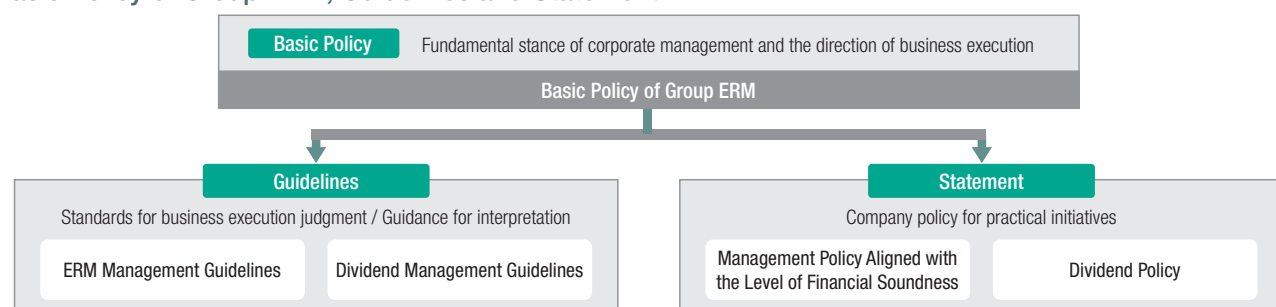 Basic Policy
Fundamental stance of corporate management and the direction of business execution
Basic Policy of Group ERM
Guidelines
Standards for business execution judgment / Guidance for interpretation
ERM Management Guidelines
Dividend Management Guidelines
Statement
Company policy for practical initiatives
Management Policy Aligned with
the Level of Financial Soundness
Dividend Policy